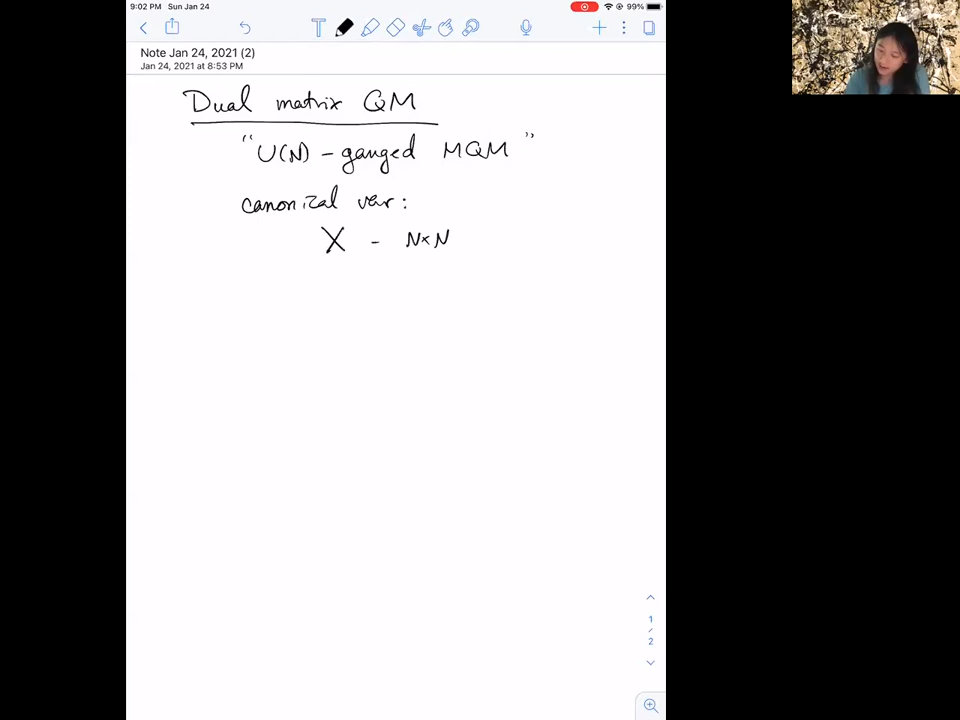 9:02 PM Sun Jan 24 99%
Note Jan 24, 2021 (2)
Jan 24, 2021 at 8:53 PM
Dual matrix QM
"U(N) - gauged MQM"
canonical var:
X - N×N
1
/
2